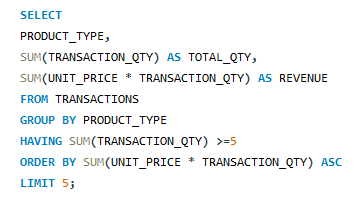 SELECT
PRODUCT_TYPE,
SUM(TRANSACTION_QTY) AS TOTAL_QTY,
SUM(UNIT_PRICE * TRANSACTION_QTY) AS REVENUE
FROM TRANSACTIONS
GROUP BY PRODUCT_TYPE
HAVING SUM(TRANSACTION_QTY) >=5
ORDER BY SUM(UNIT_PRICE * TRANSACTION_QTY) ASC
LIMIT 5;